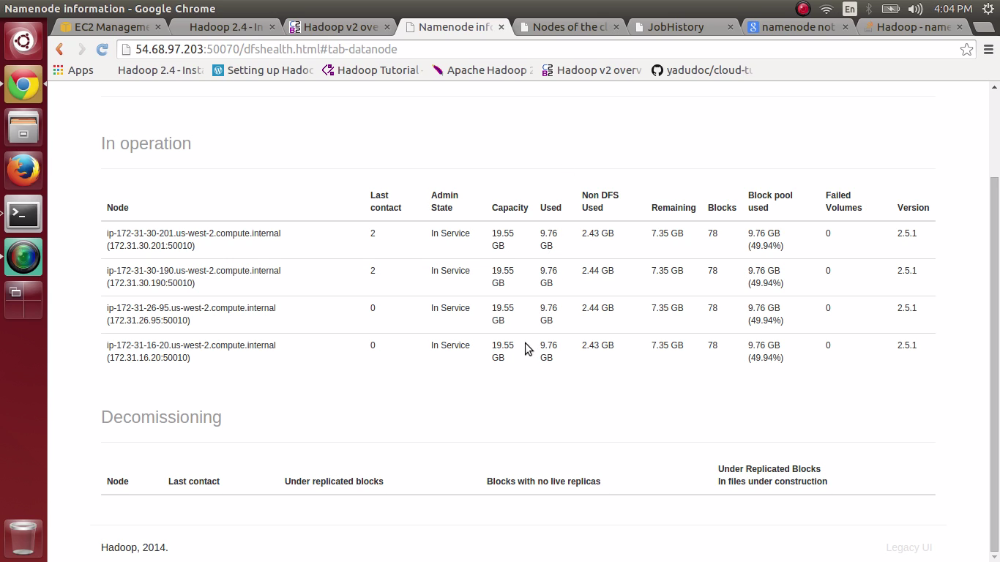 Namenode information - Google Chrome
En
4:04 PM
EC2 Manageme
Hadoop 2.4 - In
Hadoop v2 ove
Namenode info
Nodes of the cl
JobHistory
namenode not
Hadoop - name
54.68.97.203:50070/dfshealth.html#tab-datanode
Apps
Hadoop 2.4 - Insta
Setting up Hadoo
Hadoop Tutorial
Apache Hadoop 2
Hadoop v2 overv
yadudoc/cloud-tu
In operation
Node
Last contact
Admin State
Capacity
Used
Non DFS Used
Remaining
Blocks
Block pool used
Failed Volumes
Version
ip-172-31-30-201.us-west-2.compute.internal (172.31.30.201:50010) 2 In Service 19.55 GB 9.76 GB 2.43 GB 7.35 GB 78 9.76 GB (49.94%) 0 2.5.1
ip-172-31-30-190.us-west-2.compute.internal (172.31.30.190:50010) 2 In Service 19.55 GB 9.76 GB 2.44 GB 7.35 GB 78 9.76 GB (49.94%) 0 2.5.1
ip-172-31-26-95.us-west-2.compute.internal (172.31.26.95:50010) 0 In Service 19.55 GB 9.76 GB 2.44 GB 7.35 GB 78 9.76 GB (49.94%) 0 2.5.1
ip-172-31-16-20.us-west-2.compute.internal (172.31.16.20:50010) 0 In Service 19.55 GB 9.76 GB 2.43 GB 7.35 GB 78 9.76 GB (49.94%) 0 2.5.1
Decomissioning
Node
Last contact
Under replicated blocks
Blocks with no live replicas
Under Replicated Blocks
In files under construction
Hadoop, 2014.
Legacy UI